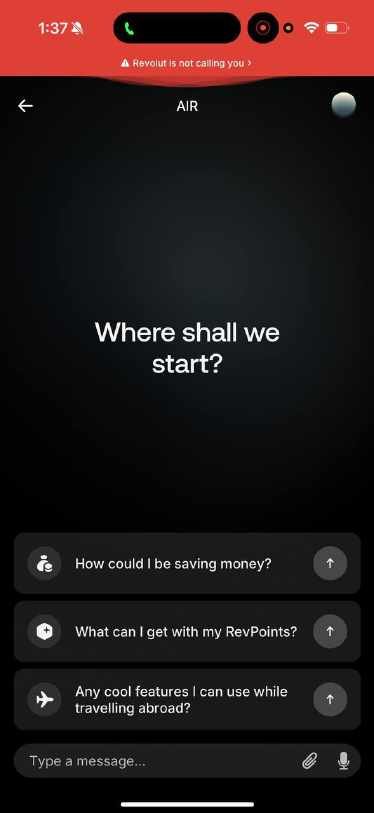 1:37
Revolut is not calling you
AIR
Where shall we
start?
How could I be saving money?
What can I get with my RevPoints?
Any cool features I can use while
travelling abroad?
Type a message...